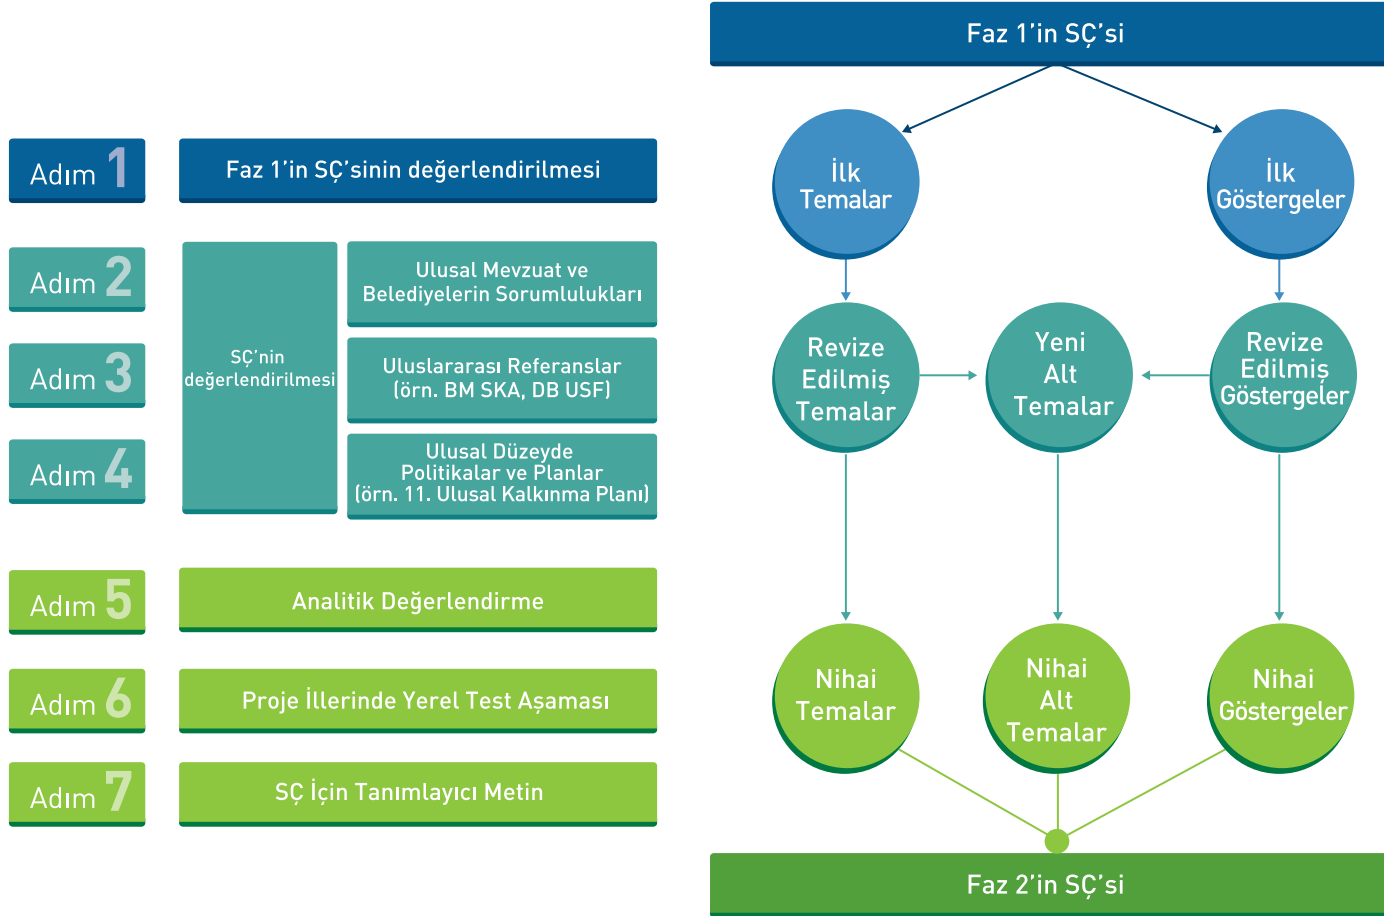 Adım 1
Faz 1’in SÇ’sinin değerlendirilmesi
Adım 2
Adım 3
Adım 4
SÇ’nin
değerlendirilmesi
Ulusal Mevzuat ve
Belediyelerin Sorumlulukları
Uluslararası Referanslar
(örn. BM SKA, DB USF)
Ulusal Düzeyde
Politikalar ve Planlar
(örn. 11. Ulusal Kalkınma Planı)
Adım 5
Analitik Değerlendirme
Adım 6
Proje İllerinde Yerel Test Aşaması
Adım 7
SÇ İçin Tanımlayıcı Metin
Faz 1’in SÇ’si
İlk
Temalar
İlk
Göstergeler
Revize
Edilmiş
Temalar
Yeni
Alt
Temalar
Revize
Edilmiş
Göstergeler
Nihai
Temalar
Nihai
Alt
Temalar
Nihai
Göstergeler
Faz 2’in SÇ’si